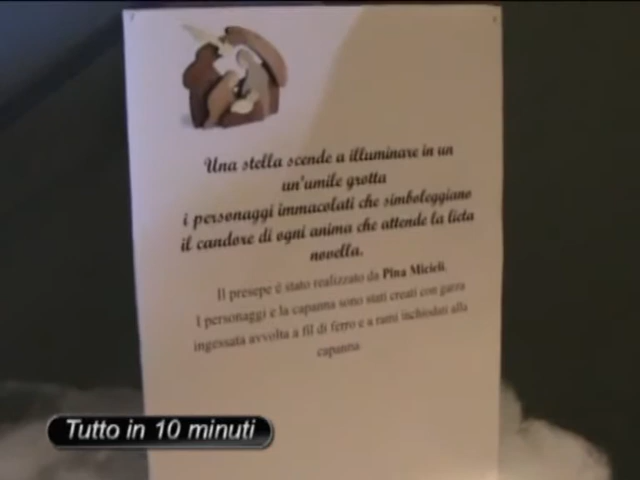 Una stella scende a illuminare in un
un'umile grotta
i personaggi immacolati che simboleggiano
il candore di ogni anima che attende la lieta
novella.
Il presepe è stato realizzato da Pina Micieli.
I personaggi e la capanna sono stati creati con garza
ingessata avvolta a fil di ferro e a rami inchiodati alla
capanna.
Tutto in 10 minuti